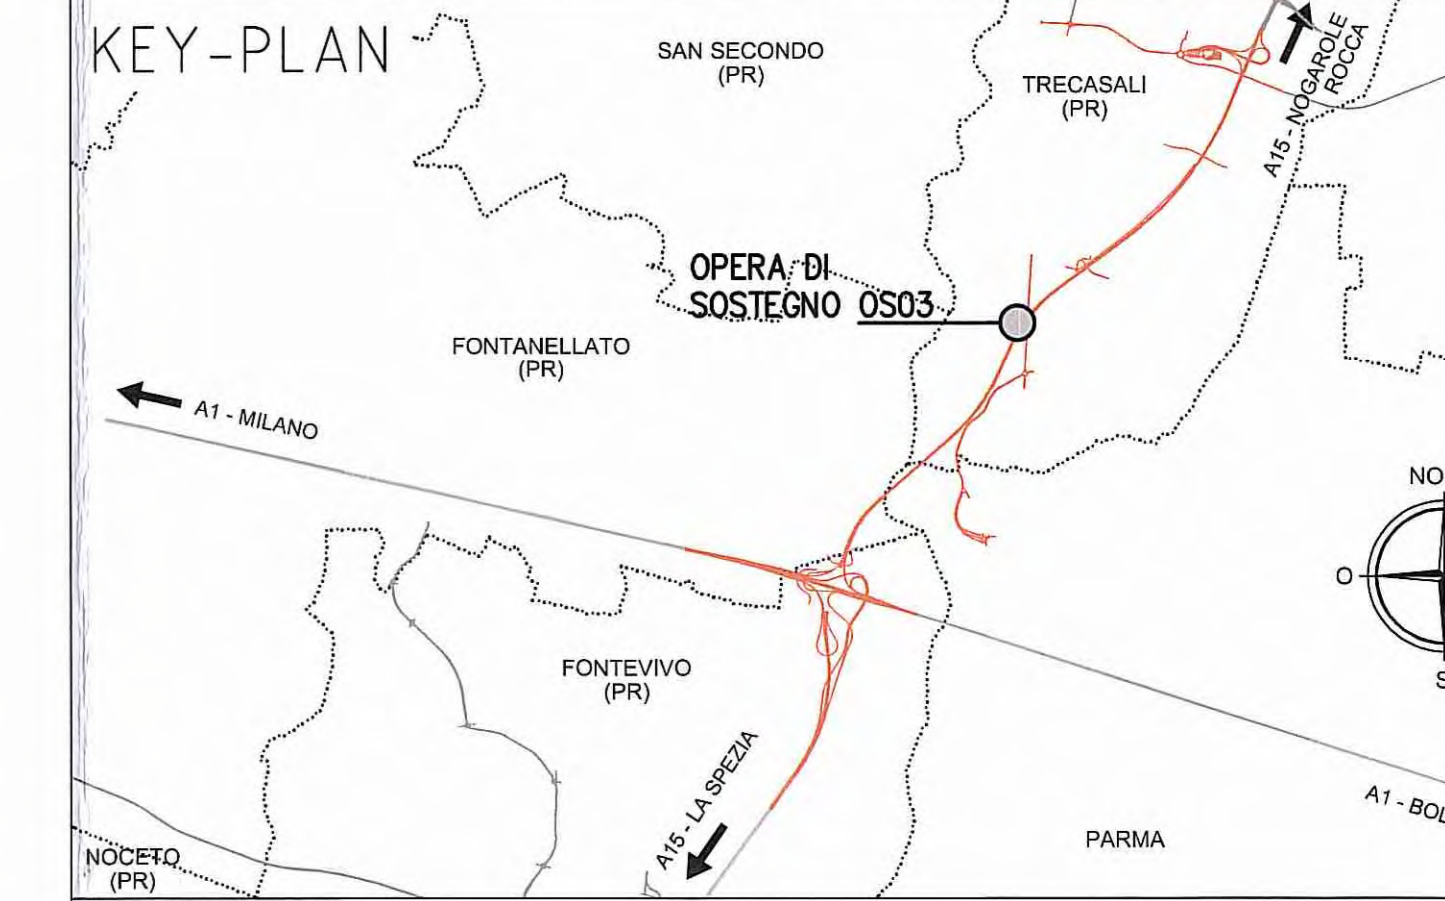 KEY-PLAN
SAN SECONDO
(PR)
TRECASALI
(PR)
A15 - NOGAROLE
ROCCA
OPERA DI
SOSTEGNO OS03
FONTANELLATO
(PR)
A1 - MILANO
NO
O
S
FONTEVIVO
(PR)
A15 - LA SPEZIA
A1 - BOL
PARMA
NOCETO
(PR)